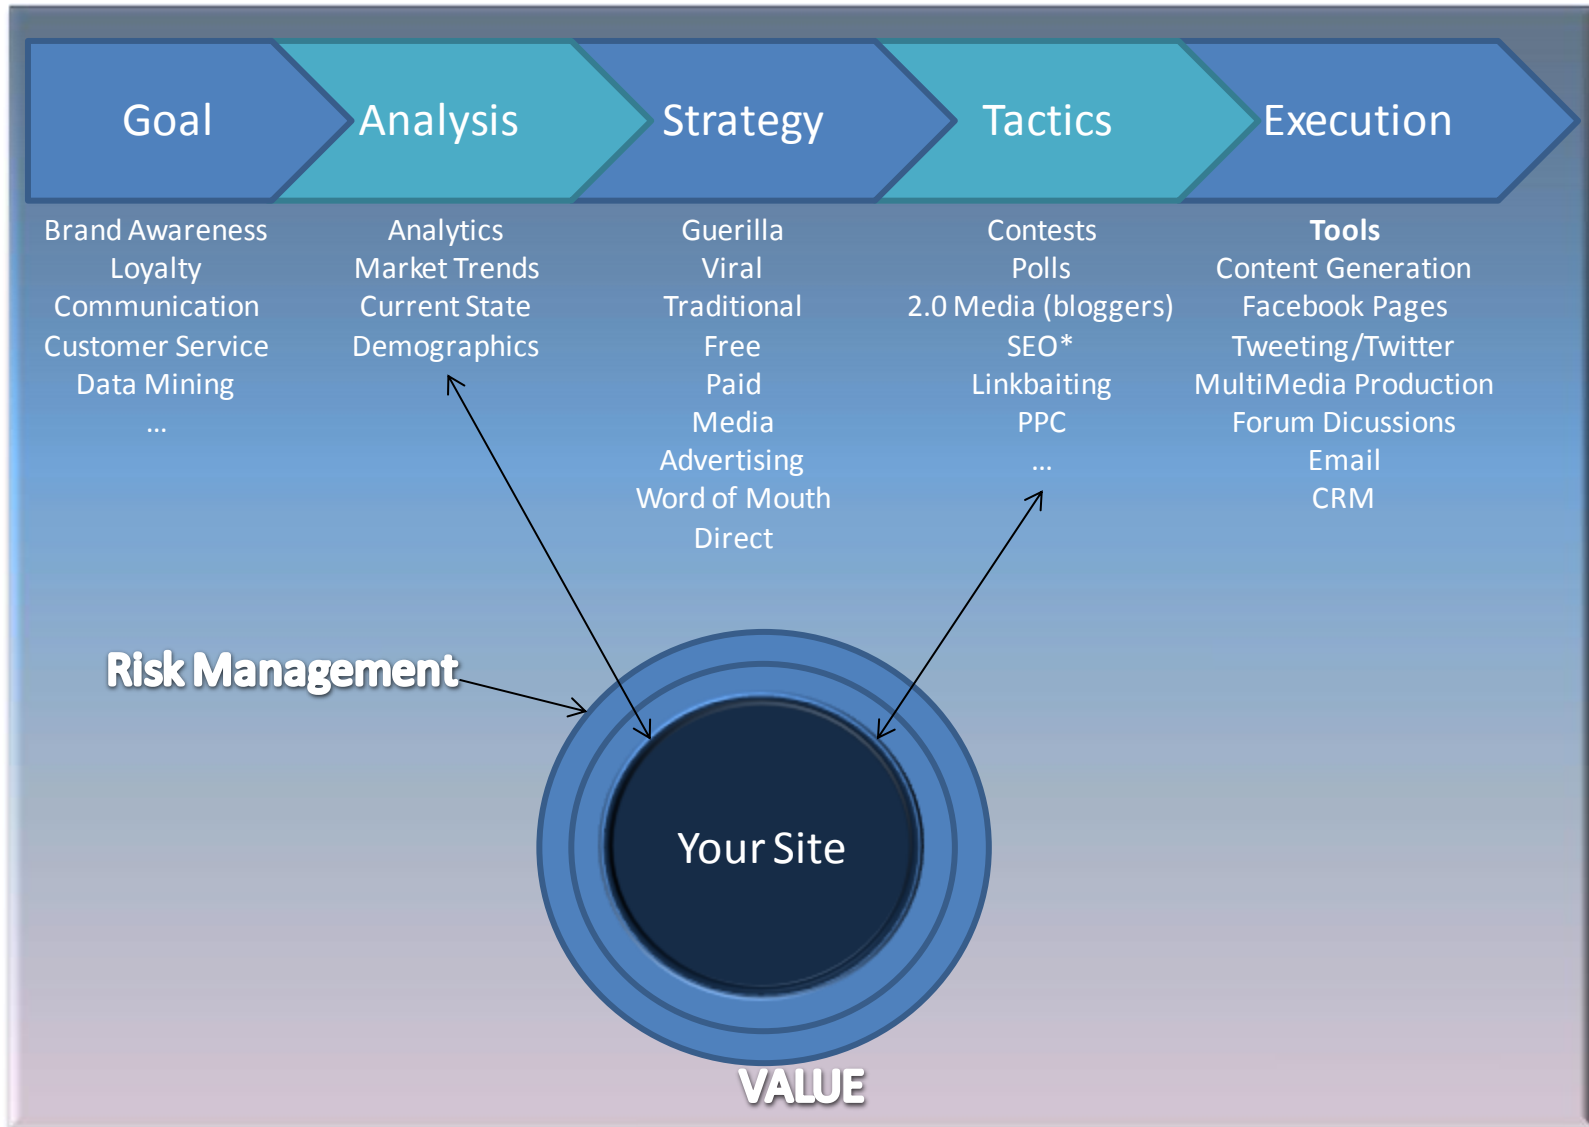 Goal
Analysis
Strategy
Tactics
Execution
Brand Awareness
Loyalty
Communication
Customer Service
Data Mining
...
Analytics
Market Trends
Current State
Demographics
Guerilla
Viral
Traditional
Free
Paid
Media
Advertising
Word of Mouth
Direct
Contests
Polls
2.0 Media (bloggers)
SEO*
Linkbaiting
PPC
...
Tools
Content Generation
Facebook Pages
Tweeting/Twitter
MultiMedia Production
Forum Dicussions
Email
CRM
Risk Management
Your Site
VALUE